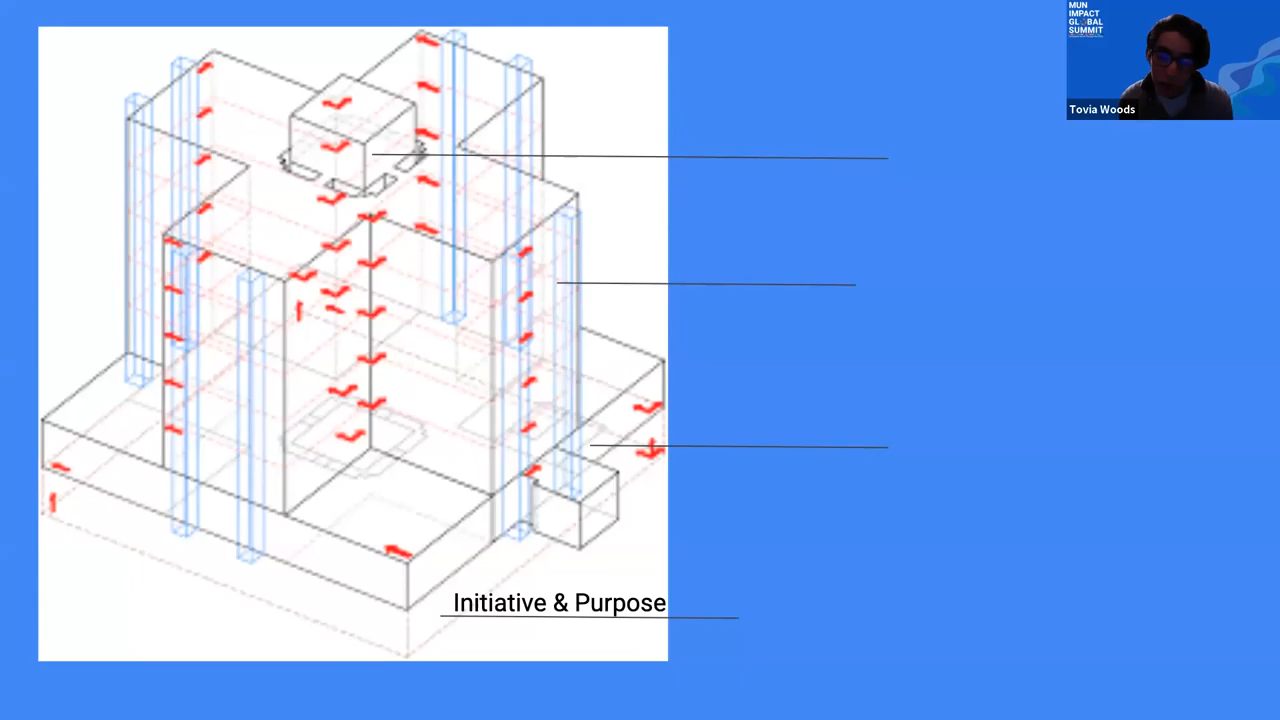 MUN
IMPACT
GLOBAL
SUMMIT
Tovia Woods
Initiative & Purpose